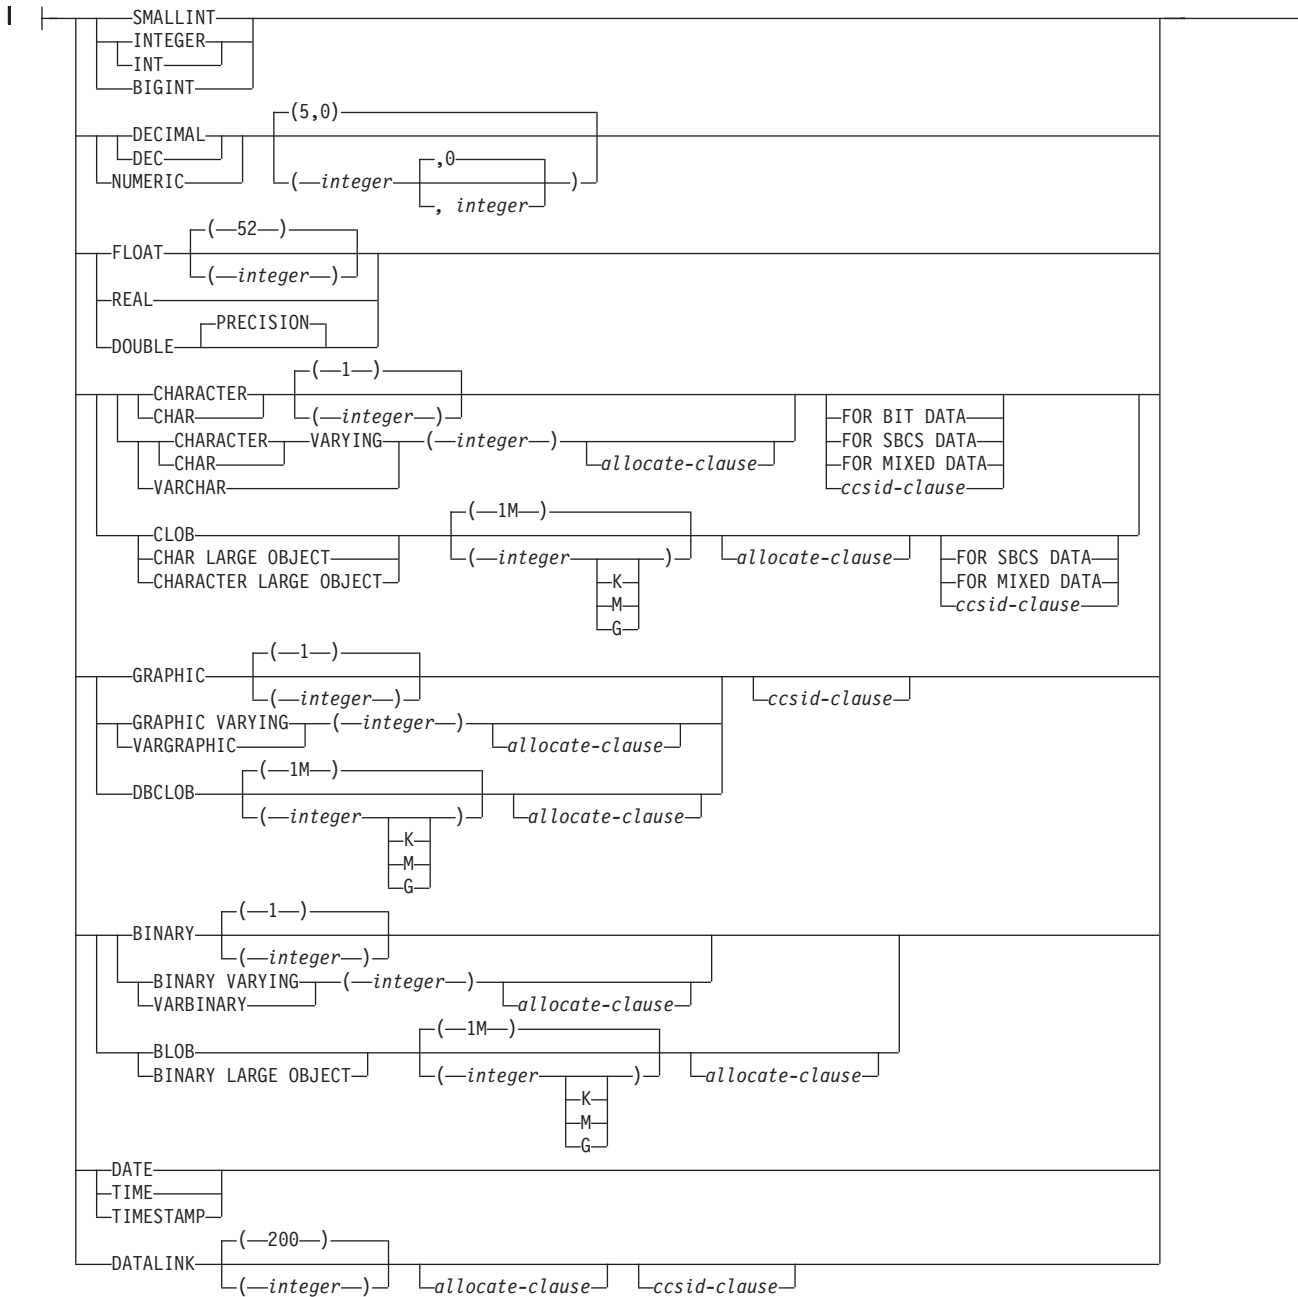 SMALLINT
INTEGER
INT
BIGINT
(5,0)
DECIMAL
,0
DEC
NUMERIC ( integer )
, integer
( 52 )
FLOAT
( integer )
REAL
PRECISION
DOUBLE
( 1 )
CHARACTER
CHAR ( integer ) FOR BIT DATA
CHARACTER VARYING ( integer ) FOR SBCS DATA
CHAR allocate-clause FOR MIXED DATA
VARCHAR ccsid-clause
( 1M )
CLOB
CHAR LARGE OBJECT ( integer ) allocate-clause FOR SBCS DATA
CHARACTER LARGE OBJECT K FOR MIXED DATA
M ccsid-clause
G
( 1 )
GRAPHIC
( integer ) ccsid-clause
GRAPHIC VARYING ( integer )
VARGRAPHIC allocate-clause
( 1M )
DBCLOB
( integer ) allocate-clause
K
M
G
( 1 )
BINARY
( integer )
BINARY VARYING ( integer )
VARBINARY allocate-clause
( 1M )
BLOB
BINARY LARGE OBJECT ( integer ) allocate-clause
K
M
G
DATE
TIME
TIMESTAMP
( 200 )
DATALINK
( integer ) allocate-clause ccsid-clause